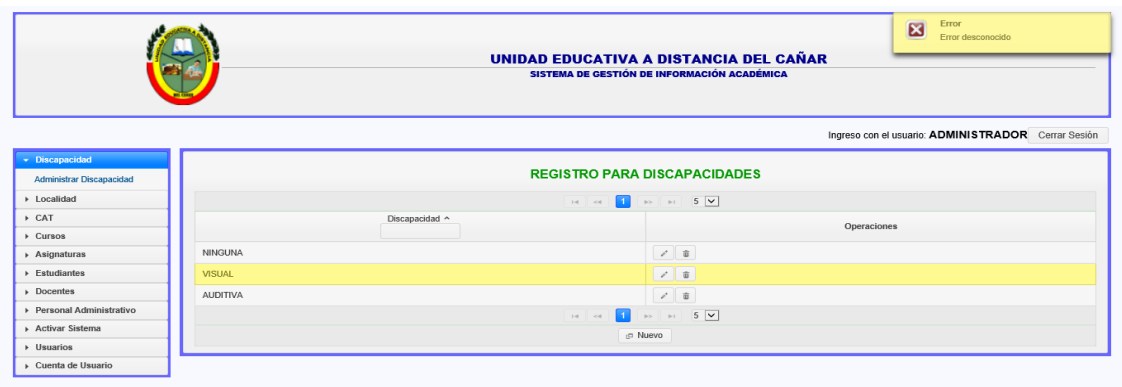 Error
Error desconocido
UNIDAD EDUCATIVA A DISTANCIA DEL CAÑAR
SISTEMA DE GESTIÓN DE INFORMACIÓN ACADÉMICA
Ingreso con el usuario: ADMINISTRADOR Cerrar Sesión
Discapacidad
Administrar Discapacidad
Localidad
CAT
Cursos
Asignaturas
Estudiantes
Docentes
Personal Administrativo
Activar Sistema
Usuarios
Cuenta de Usuario
REGISTRO PARA DISCAPACIDADES
1 5
Discapacidad Operaciones
NINGUNA
VISUAL
AUDITIVA
1 5
Nuevo